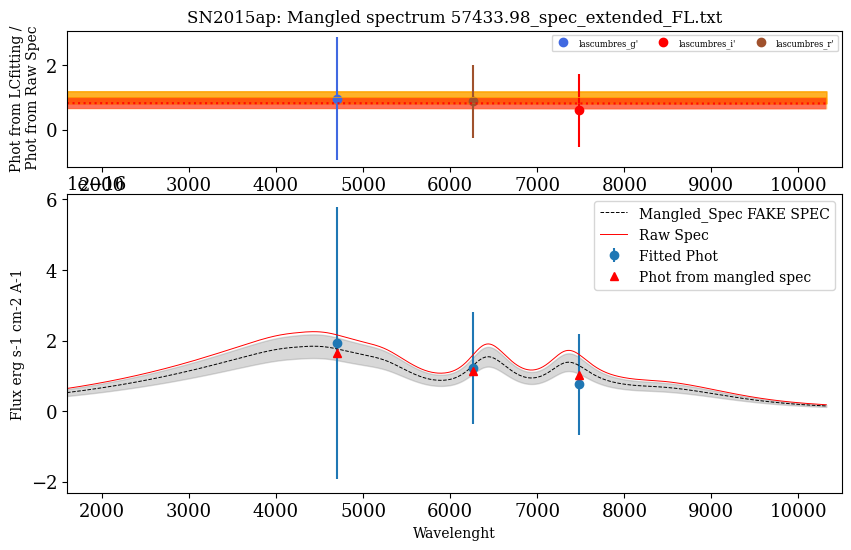 SN2015ap: Mangled spectrum 57433.98_spec_extended_FL.txt
Phot from LCfitting /
Phot from Raw Spec
lascumbres_g'
lascumbres_i'
lascumbres_r'
2
0
3000
4000
5000
6000
7000
8000
9000
10000
Flux erg s-1 cm-2 A-1
6
4
2
0
−2
Mangled_Spec FAKE SPEC
Raw Spec
Fitted Phot
Phot from mangled spec
2000
3000
4000
5000
6000
7000
8000
9000
10000
Wavelenght